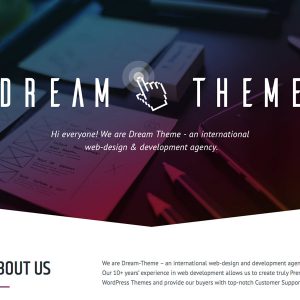 DREAM THEME
Hi everyone! We are Dream Theme - an international
web-design & development agency.
BOUT US
We are Dream-Theme – an international web-design and development agen
Our 10+ years' experience in web development allows us to create truly Pre
WordPress Themes and provide our buyers with top-notch Customer Suppor